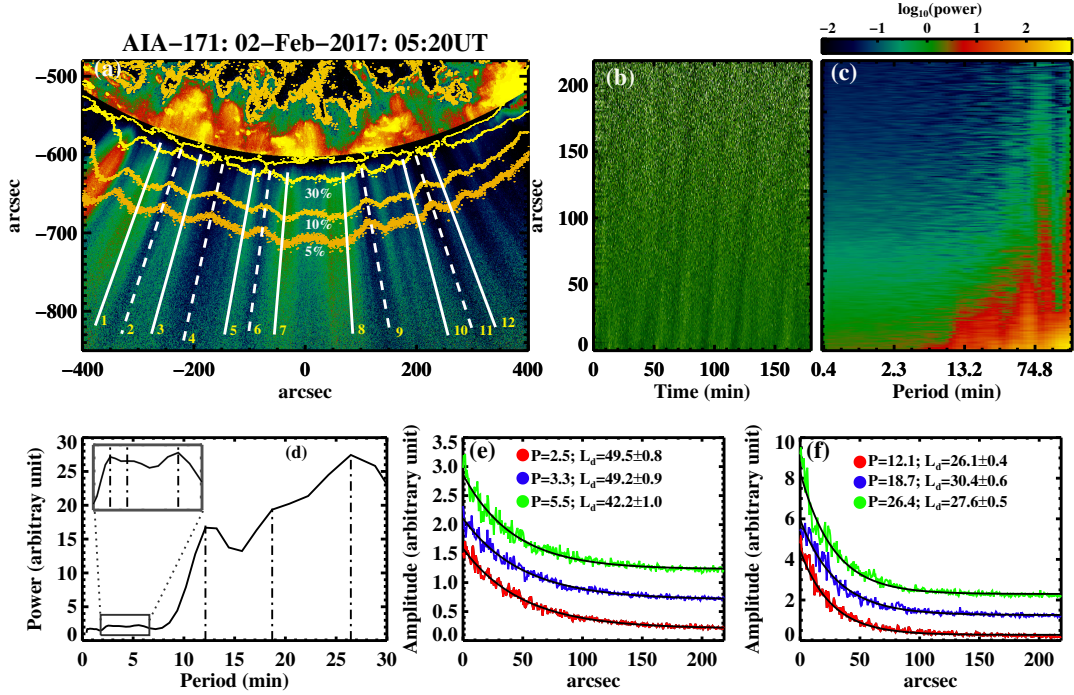 log₁₀(power)
−2 −1 0 1 2
AIA−171: 02−Feb−2017: 05:20UT
(a)
−500
−600
−700
−800
arcsec
30%
10%
5%
1 2 3 4 5 6 7 8 9 10 11 12
−400 −200 0 200 400
arcsec
(b)
200
150
100
50
0
arcsec
0 50 100 150
Time (min)
(c)
0.4 2.3 13.2 74.8
Period (min)
(d)
30
25
20
15
10
5
0
Power (arbitrary unit)
0 5 10 15 20 25 30
Period (min)
(e)
P=2.5; L_d=49.5±0.8
P=3.3; L_d=49.2±0.9
P=5.5; L_d=42.2±1.0
3.5
3.0
2.5
2.0
1.5
1.0
0.5
0.0
Amplitude (arbitrary unit)
0 50 100 150 200
arcsec
(f)
P=12.1; L_d=26.1±0.4
P=18.7; L_d=30.4±0.6
P=26.4; L_d=27.6±0.5
10
8
6
4
2
0
Amplitude (arbitrary unit)
0 50 100 150 200
arcsec